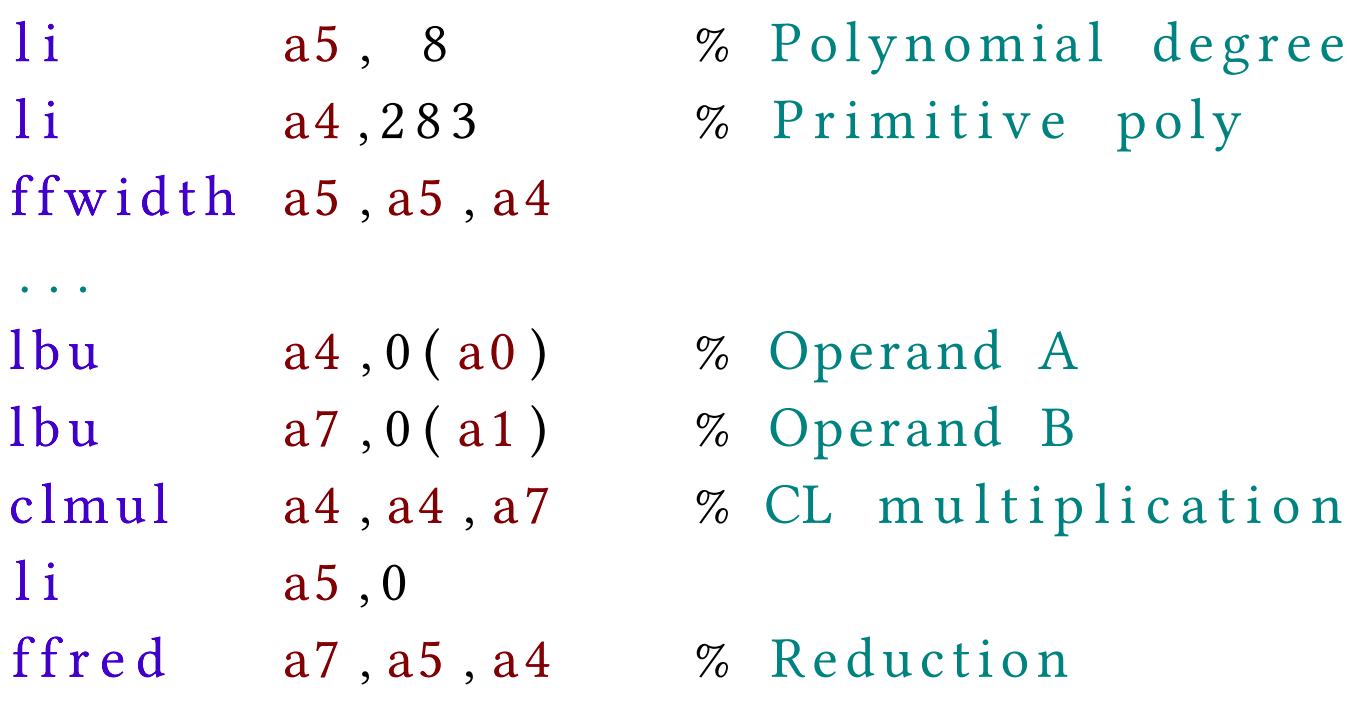 li a5, 8 % Polynomial degree
li a4,283 % Primitive poly
ffwidth a5,a5,a4
...
lbu a4,0(a0) % Operand A
lbu a7,0(a1) % Operand B
clmul a4,a4,a7 % CL multiplication
li a5,0
ffred a7,a5,a4 % Reduction